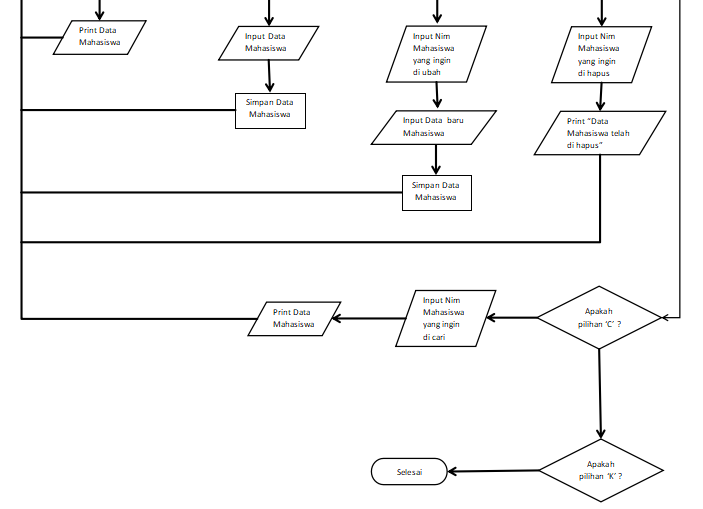 Print Data
Mahasiswa
Input Data
Mahasiswa
Input Nim
Mahasiswa
yang ingin
di ubah
Input Nim
Mahasiswa
yang ingin
di hapus
Simpan Data
Mahasiswa
Input Data baru
Mahasiswa
Print “Data
Mahasiswa telah
di hapus”
Simpan Data
Mahasiswa
Print Data
Mahasiswa
Input Nim
Mahasiswa
yang ingin
di cari
Apakah
pilihan ‘C’ ?
Selesai
Apakah
pilihan ‘K’ ?